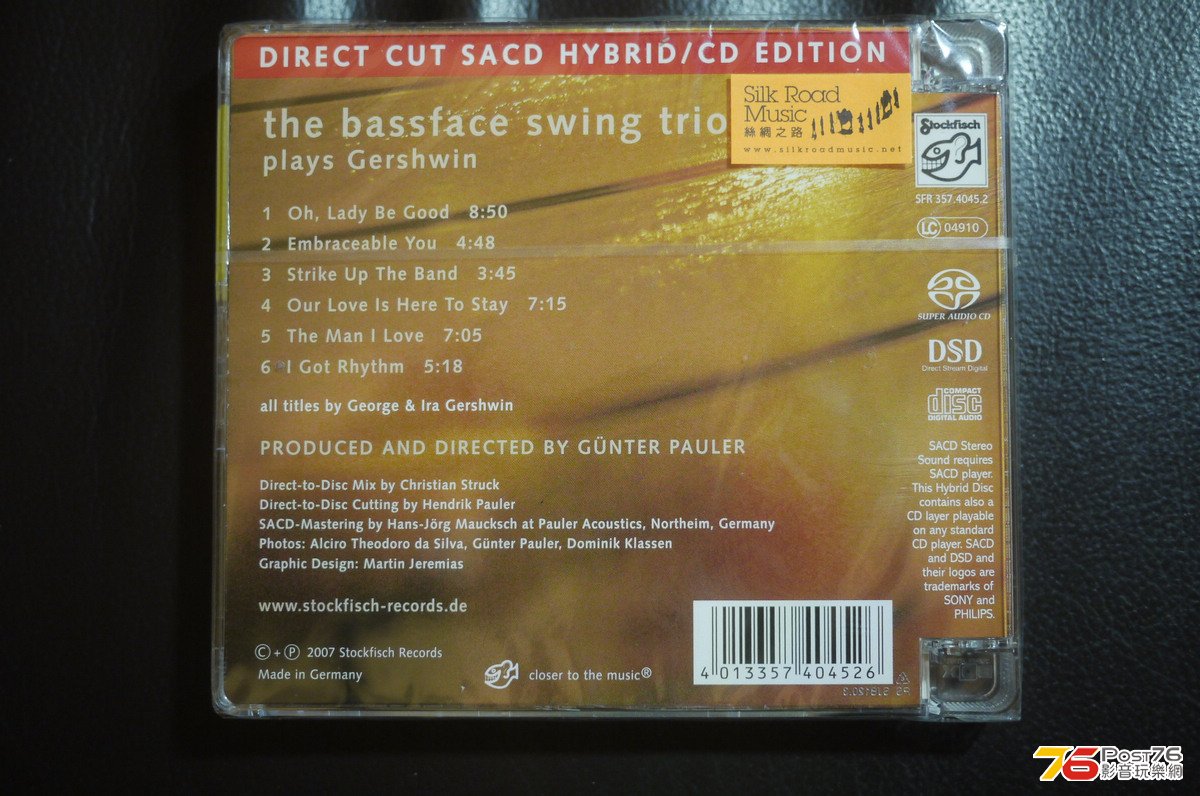 DIRECT CUT SACD HYBRID/CD EDITION
the bassface swing trio
plays Gershwin
Silk Road
Music
絲綢之路
www.silkroadmusic.net
Stockfisch
SFR 357.4045.2
LC 04910
1 Oh, Lady Be Good 8:50
2 Embraceable You 4:48
3 Strike Up The Band 3:45
4 Our Love Is Here To Stay 7:15
5 The Man I Love 7:05
6 I Got Rhythm 5:18
all titles by George & Ira Gershwin
PRODUCED AND DIRECTED BY GÜNTER PAULER
Direct-to-Disc Mix by Christian Struck
Direct-to-Disc Cutting by Hendrik Pauler
SACD-Mastering by Hans-Jörg Maucksch at Pauler Acoustics, Northeim, Germany
Photos: Alciro Theodoro da Silva, Günter Pauler, Dominik Klassen
Graphic Design: Martin Jeremias
www.stockfisch-records.de
© + ℗ 2007 Stockfisch Records
Made in Germany
closer to the music®
SUPER AUDIO CD
DSD
Direct Stream Digital
COMPACT
disc
DIGITAL AUDIO
SACD Stereo
Sound requires
SACD player.
This Hybrid Disc
contains also a
CD layer playable
on any standard
CD player. SACD
and DSD and
their logos are
trademarks of
SONY and
PHILIPS.
4 013357 404526
76 Post76
影音玩樂網